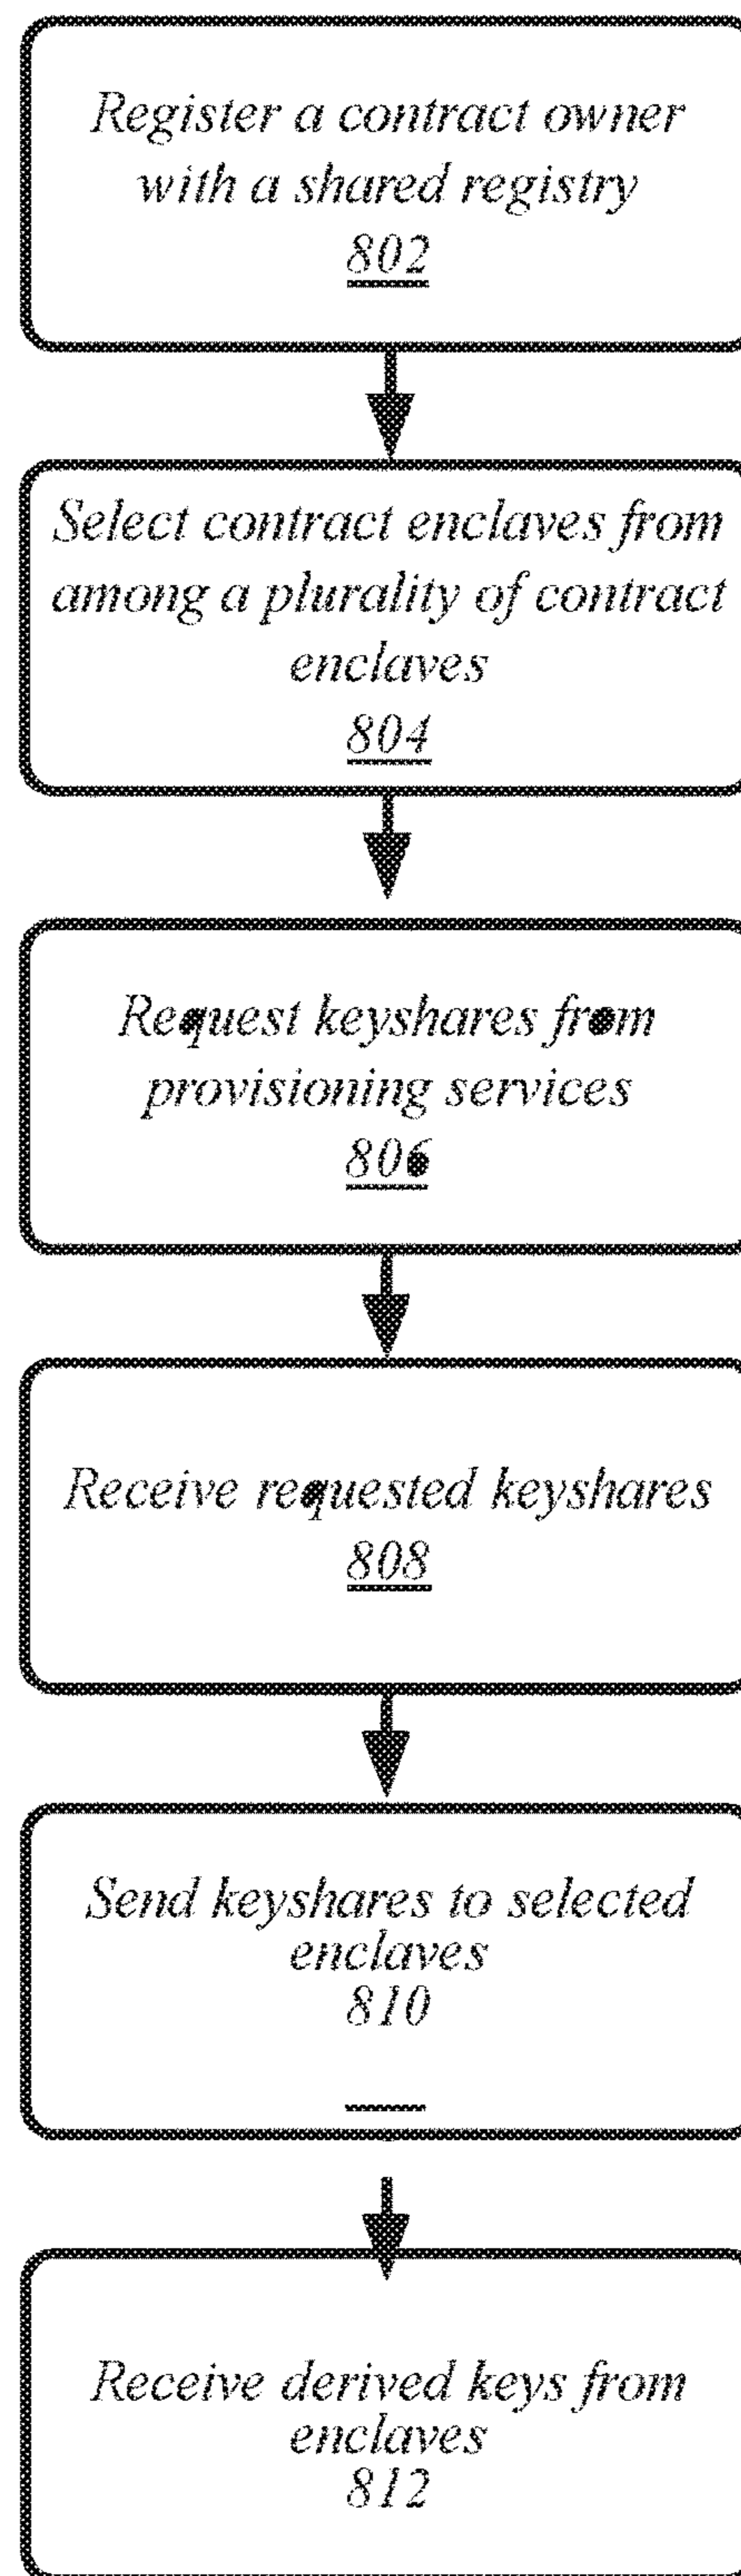 Register a contract owner
with a shared registry
802
Select contract enclaves from
among a plurality of contract
enclaves
804
Request keyshares from
provisioning services
806
Receive requested keyshares
808
Send keyshares to selected
enclaves
810
Receive derived keys from
enclaves
812